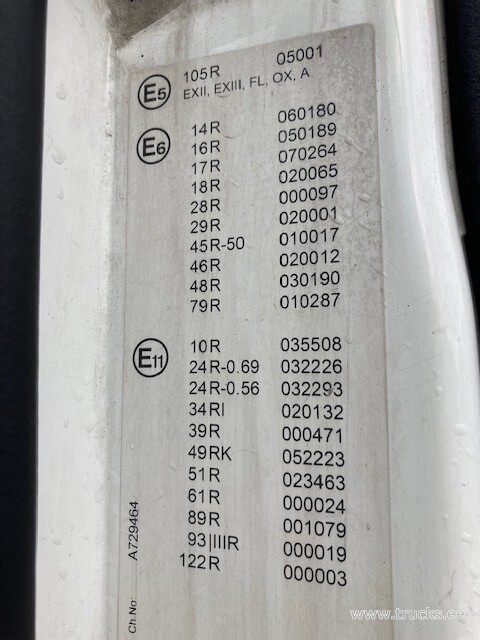 E5 105R 05001
EXII, EXIII, FL, OX, A
E6 14R 060180
16R 050189
17R 070264
18R 020065
28R 000097
29R 020001
45R-50 010017
46R 020012
48R 030190
79R 010287
E11 10R 035508
24R-0.69 032226
24R-0.56 032293
34RI 020132
39R 000471
49RK 052223
51R 023463
61R 000024
89R 001079
93|IIIR 000019
122R 000003
Ch.No: A729464
www.trucks.ee